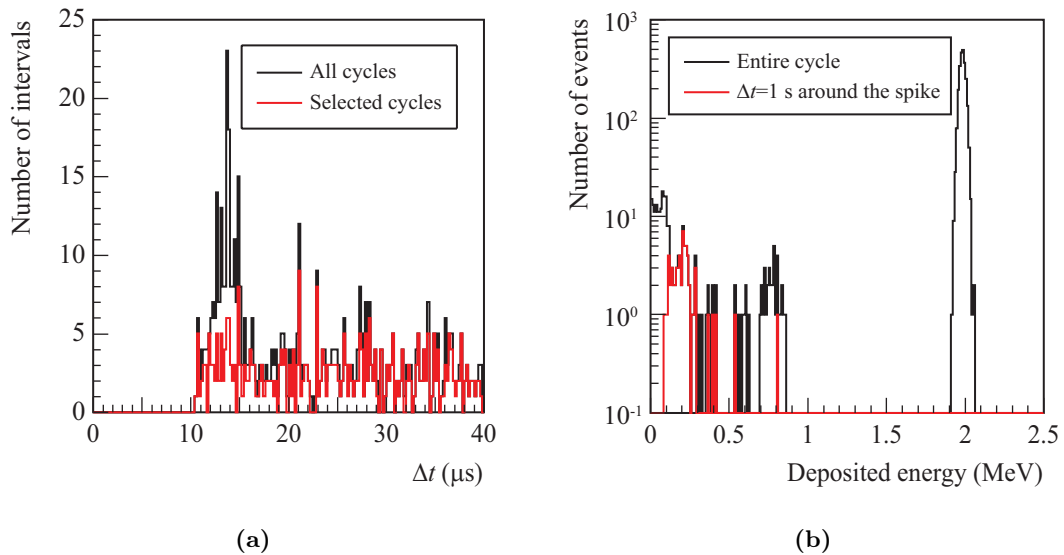 25
20
15
10
5
0
0
10
20
30
40
Number of intervals
All cycles
Selected cycles
Δt (μs)
(a)
10³
10²
10¹
10⁰
10⁻¹
0
0.5
1
1.5
2
2.5
Number of events
Entire cycle
Δt=1 s around the spike
Deposited energy (MeV)
(b)